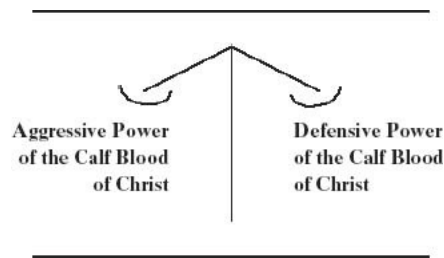 Aggressive Power
of the Calf Blood
of Christ
Defensive Power
of the Calf Blood
of Christ